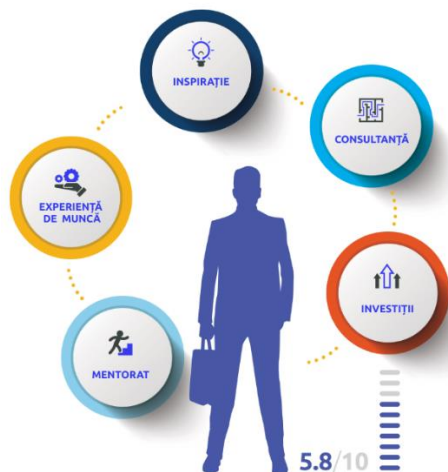 INSPIRAȚIE
CONSULTANȚĂ
EXPERIENȚĂ
DE MUNCĂ
INVESTIȚII
MENTORAT
5.8/10